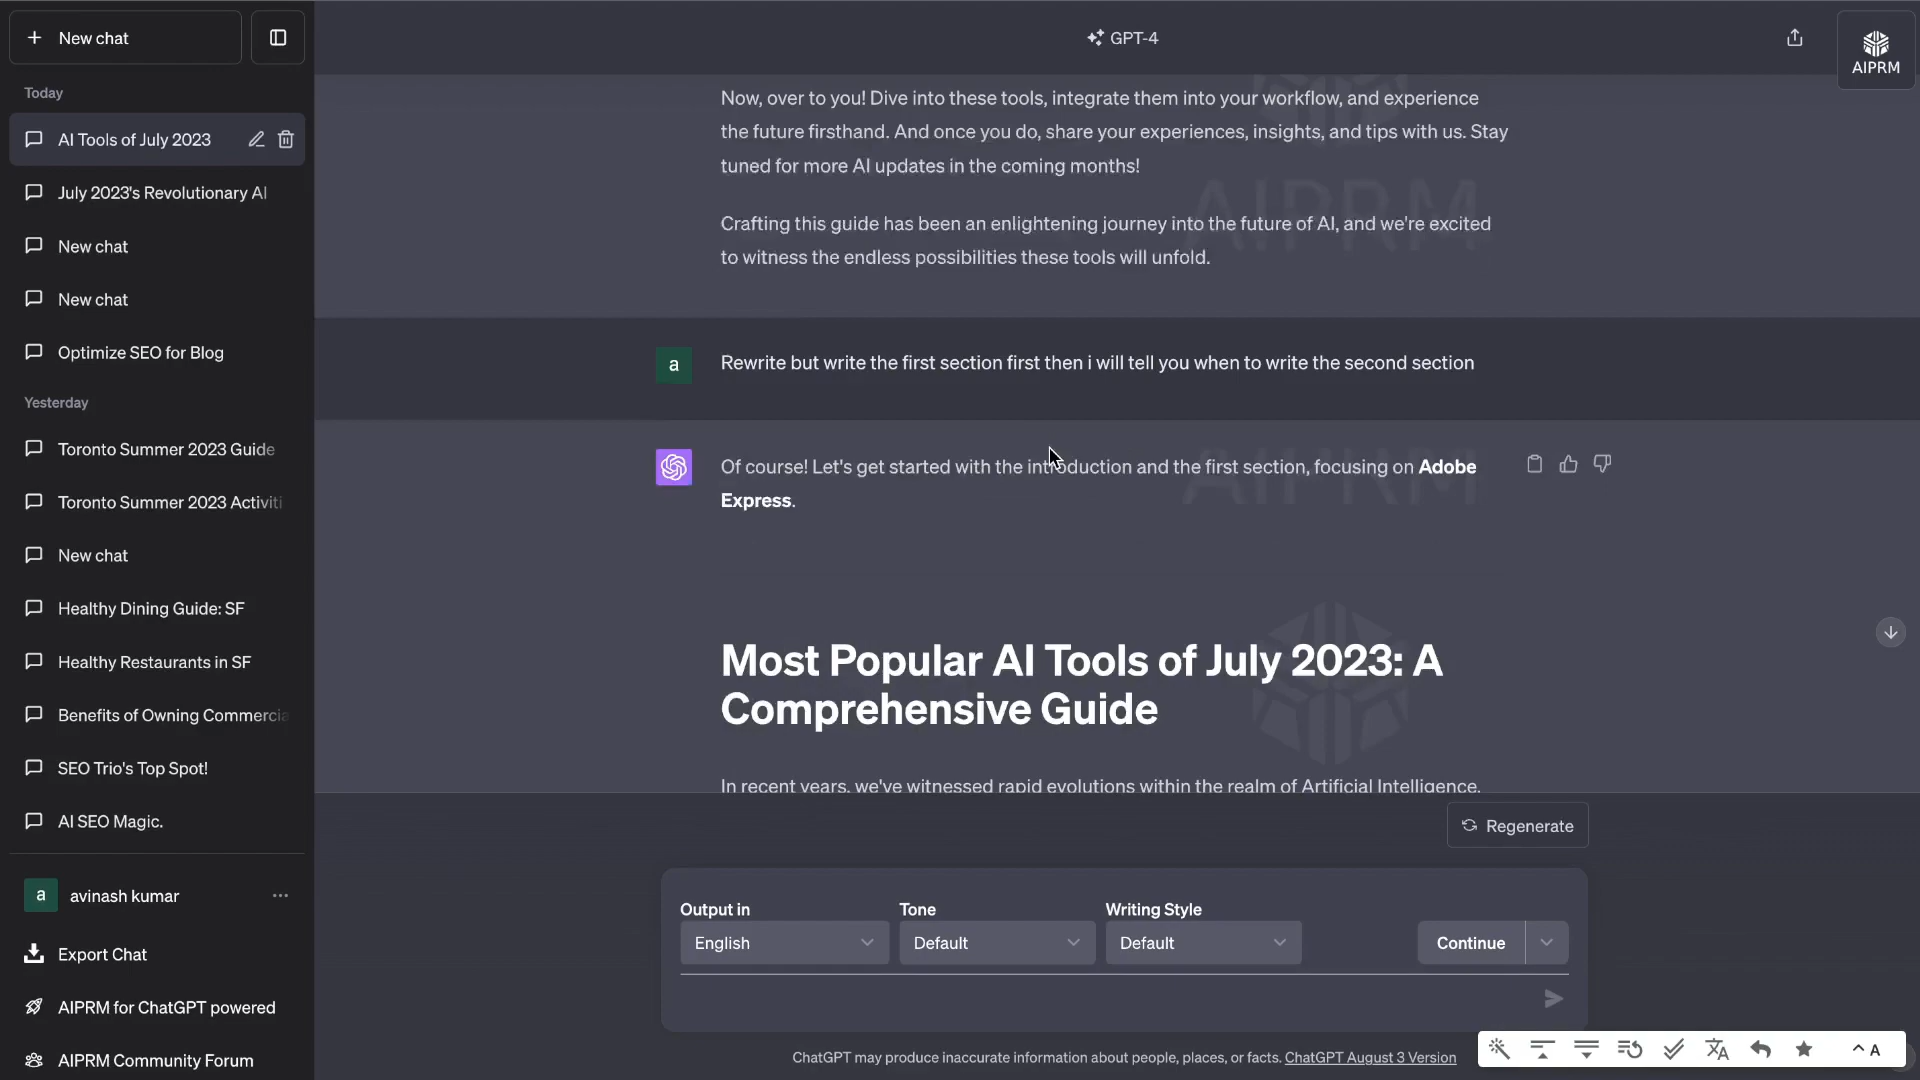 New chat
Today
AI Tools of July 2023
July 2023's Revolutionary AI
New chat
New chat
Optimize SEO for Blog
Yesterday
Toronto Summer 2023 Guide
Toronto Summer 2023 Activiti
New chat
Healthy Dining Guide: SF
Healthy Restaurants in SF
Benefits of Owning Commercia
SEO Trio's Top Spot!
AI SEO Magic.
a avinash kumar
Export Chat
AIPRM for ChatGPT powered
AIPRM Community Forum
GPT-4
AIPRM
Now, over to you! Dive into these tools, integrate them into your workflow, and experience
the future firsthand. And once you do, share your experiences, insights, and tips with us. Stay
tuned for more AI updates in the coming months!
AIPRM
Crafting this guide has been an enlightening journey into the future of AI, and we're excited
to witness the endless possibilities these tools will unfold.
a Rewrite but write the first section first then i will tell you when to write the second section
Of course! Let's get started with the introduction and the first section, focusing on Adobe
Express.
AIPRM
Most Popular AI Tools of July 2023: A
Comprehensive Guide
In recent years, we've witnessed rapid evolutions within the realm of Artificial Intelligence.
Regenerate
Output in Tone Writing Style
English Default Default Continue
ChatGPT may produce inaccurate information about people, places, or facts. ChatGPT August 3 Version
A